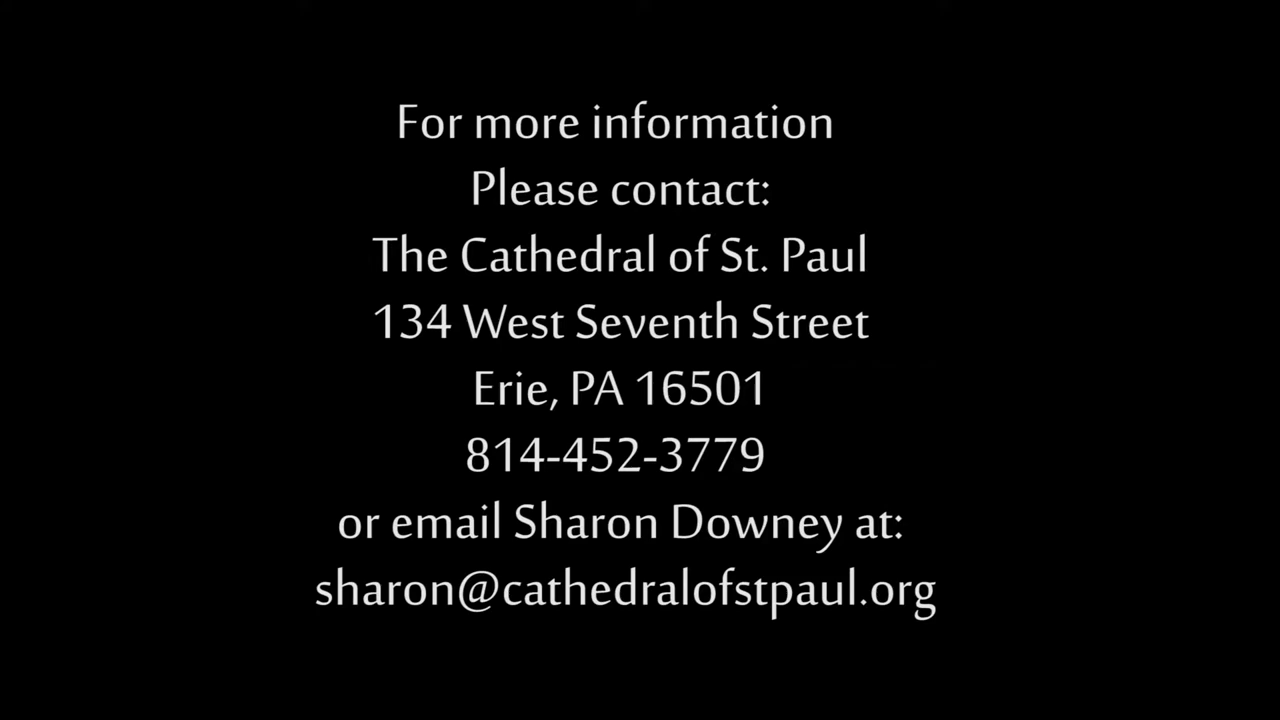 For more information
Please contact:
The Cathedral of St. Paul
134 West Seventh Street
Erie, PA 16501
814-452-3779
or email Sharon Downey at:
sharon@cathedralofstpaul.org